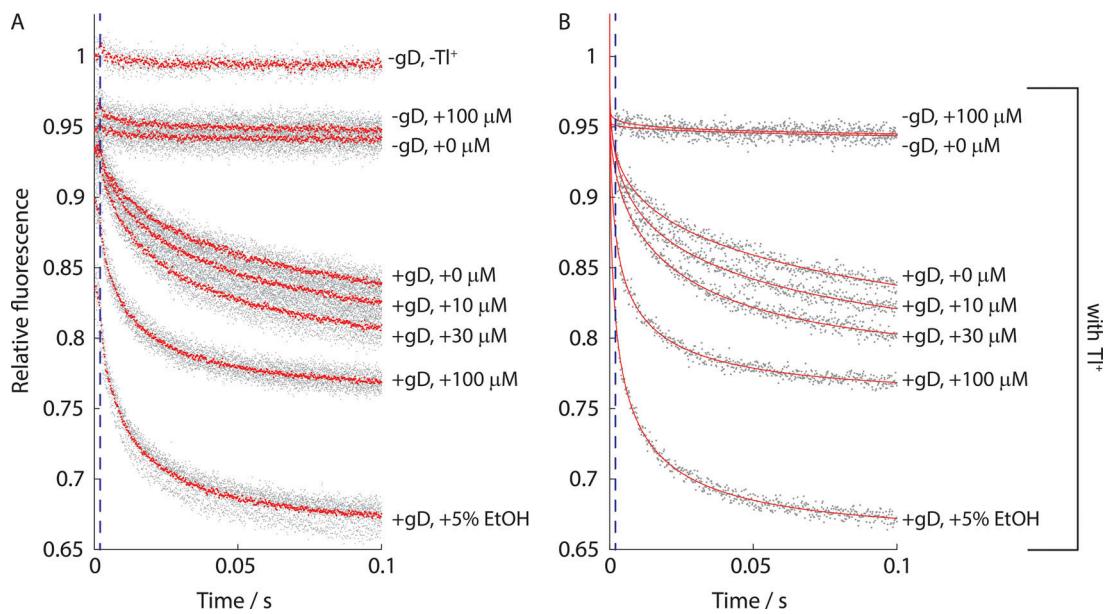 A
B
Relative fluorescence
1
0.95
0.9
0.85
0.8
0.75
0.7
0.65
0
0.05
0.1
Time / s
-gD, -Tl⁺
-gD, +100 μM
-gD, +0 μM
+gD, +0 μM
+gD, +10 μM
+gD, +30 μM
+gD, +100 μM
+gD, +5% EtOH
1
0.95
0.9
0.85
0.8
0.75
0.7
0.65
0
0.05
0.1
Time / s
-gD, +100 μM
-gD, +0 μM
+gD, +0 μM
+gD, +10 μM
+gD, +30 μM
+gD, +100 μM
+gD, +5% EtOH
with Tl⁺